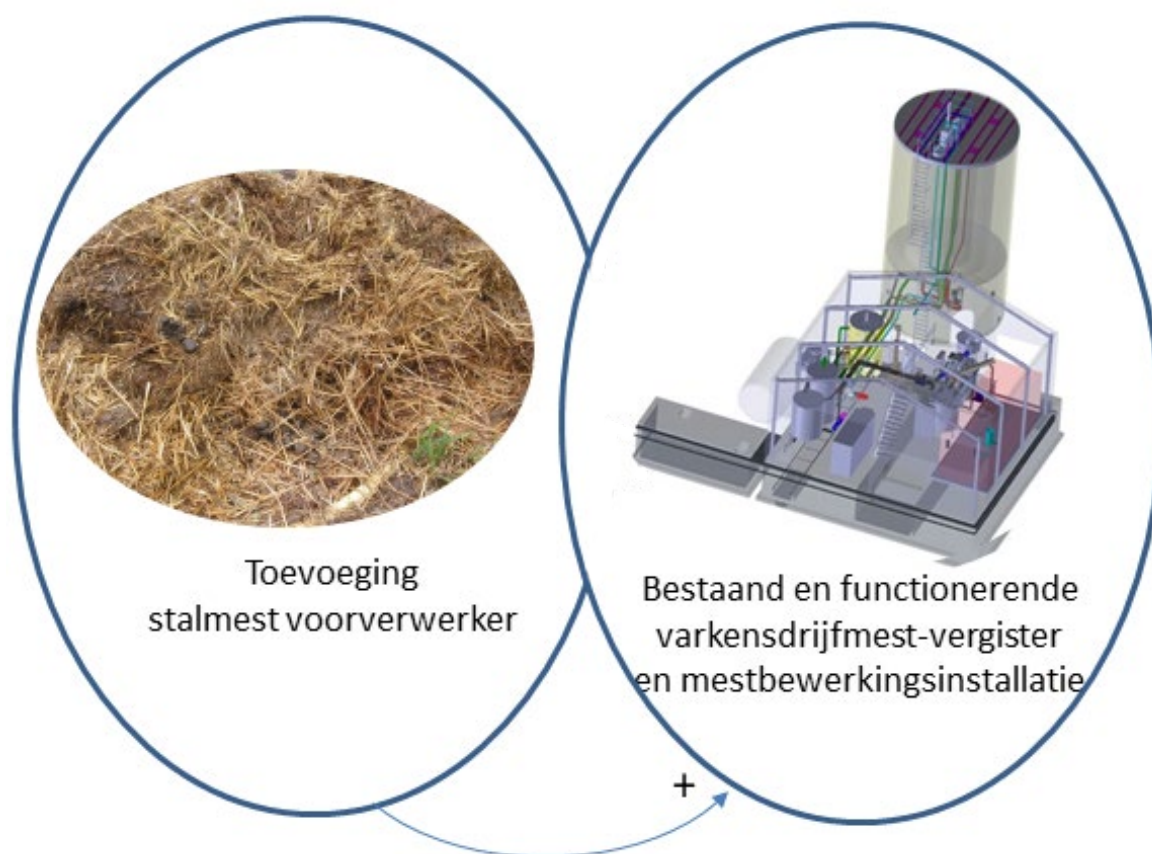 Toevoeging
stalmest voorverwerker
Bestaand en functionerende
varkensdrijfmest-vergister
en mestbewerkingsinstallatie
+